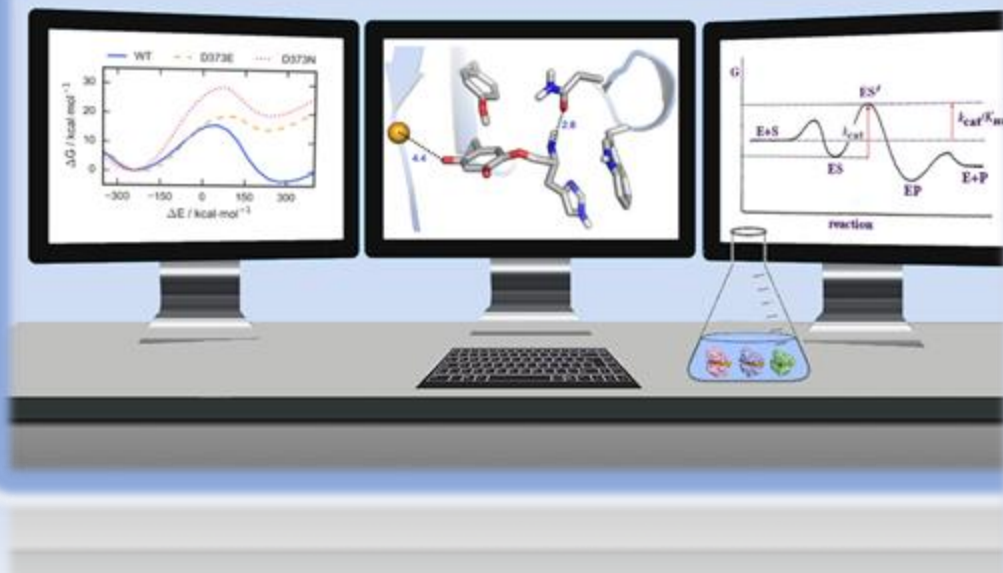 WT D373E D373N
ΔG / kcal mol⁻¹
30
20
10
0
−300 −150 0 150 300
ΔE / kcal·mol⁻¹
4.4
2.8
G
ES‡
E+S
kcat
kcat/Km
ES
EP
E+P
reaction